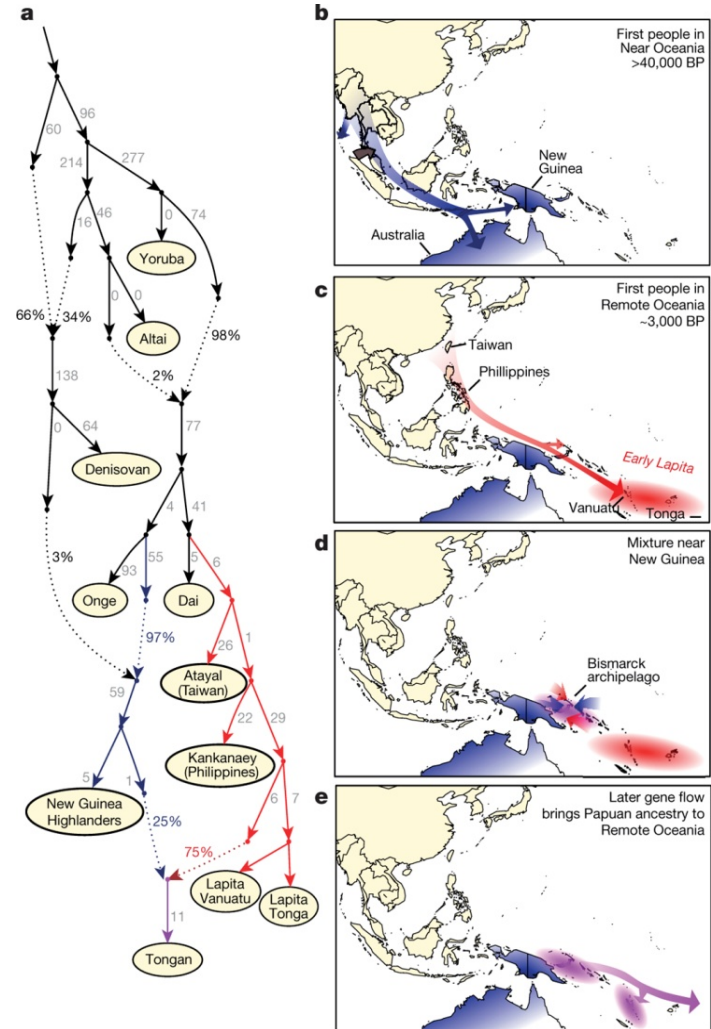 a
60
96
214
277
16
46
0
74
Yoruba
0
0
66%
34%
Altai
98%
2%
138
77
0
64
Denisovan
4
41
3%
93
55
5
6
Onge
Dai
97%
26
1
59
Atayal
(Taiwan)
22
29
5
1
Kankanaey
(Philippines)
New Guinea
Highlanders
25%
6
7
75%
Lapita
Vanuatu
Lapita
Tonga
11
Tongan
b
First people in
Near Oceania
>40,000 BP
New
Guinea
Australia
c
First people in
Remote Oceania
~3,000 BP
Taiwan
Phillippines
Early Lapita
Vanuatu
Tonga
d
Mixture near
New Guinea
Bismarck
archipelago
e
Later gene flow
brings Papuan ancestry to
Remote Oceania